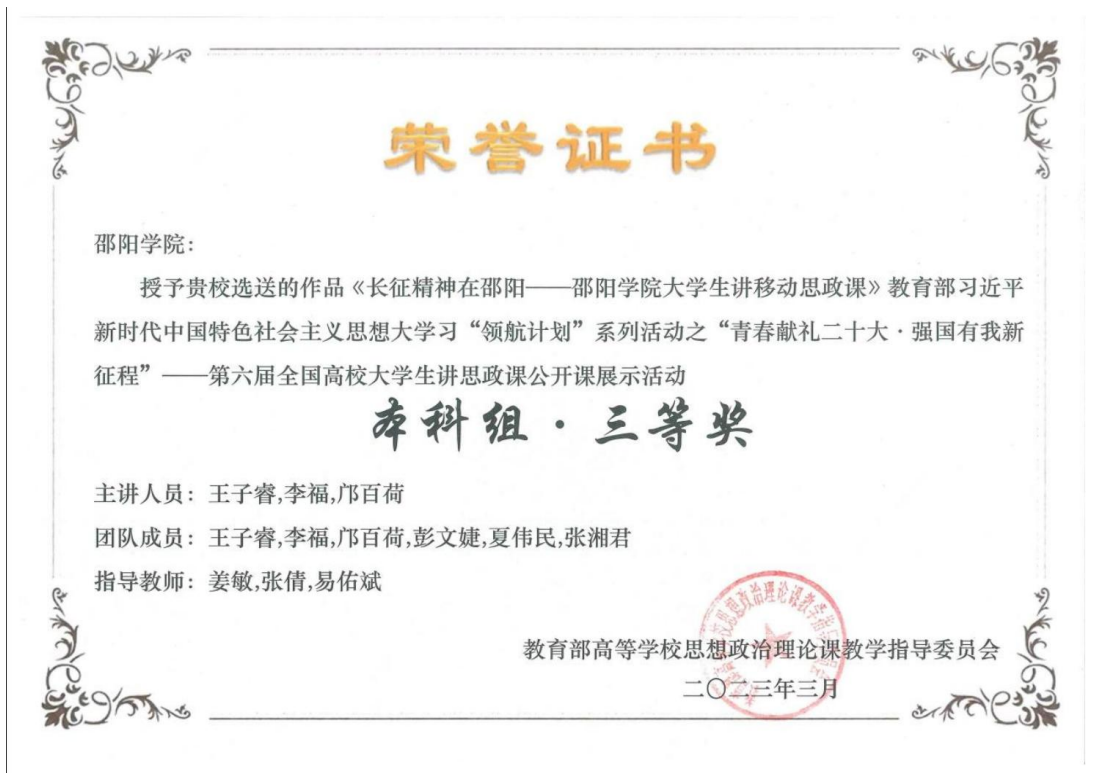 荣誉证书
邵阳学院：
授予贵校选送的作品《长征精神在邵阳——邵阳学院大学生讲移动思政课》教育部习近平
新时代中国特色社会主义思想大学习“领航计划”系列活动之“青春献礼二十大·强国有我新
征程”——第六届全国高校大学生讲思政课公开课展示活动
本科组·三等奖
主讲人员：王子睿,李福,邝百荷
团队成员：王子睿,李福,邝百荷,彭文婕,夏伟民,张湘君
指导教师：姜敏,张倩,易佑斌
教育部高等学校思想政治理论课教学指导委员会
二〇二三年三月